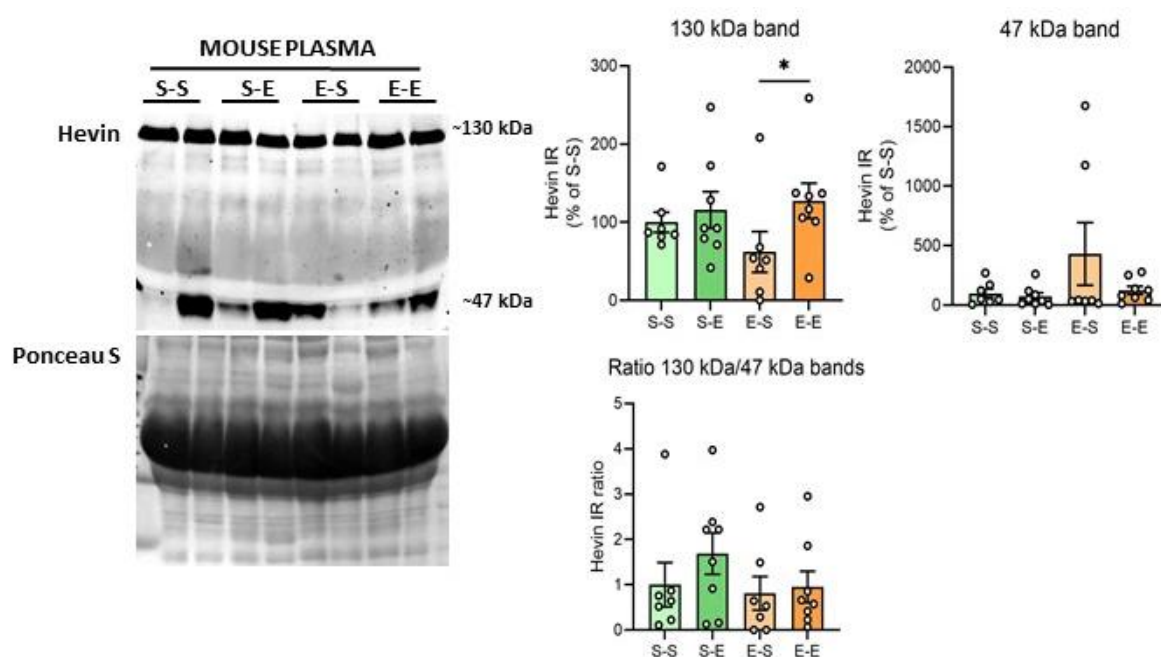 MOUSE PLASMA
S-S S-E E-S E-E
Hevin
~130 kDa
~47 kDa
Ponceau S
130 kDa band
*
Hevin IR
(% of S-S)
300
200
100
0
S-S S-E E-S E-E
47 kDa band
Hevin IR
(% of S-S)
2000
1500
1000
500
0
S-S S-E E-S E-E
Ratio 130 kDa/47 kDa bands
Hevin IR ratio
5
4
3
2
1
0
S-S S-E E-S E-E